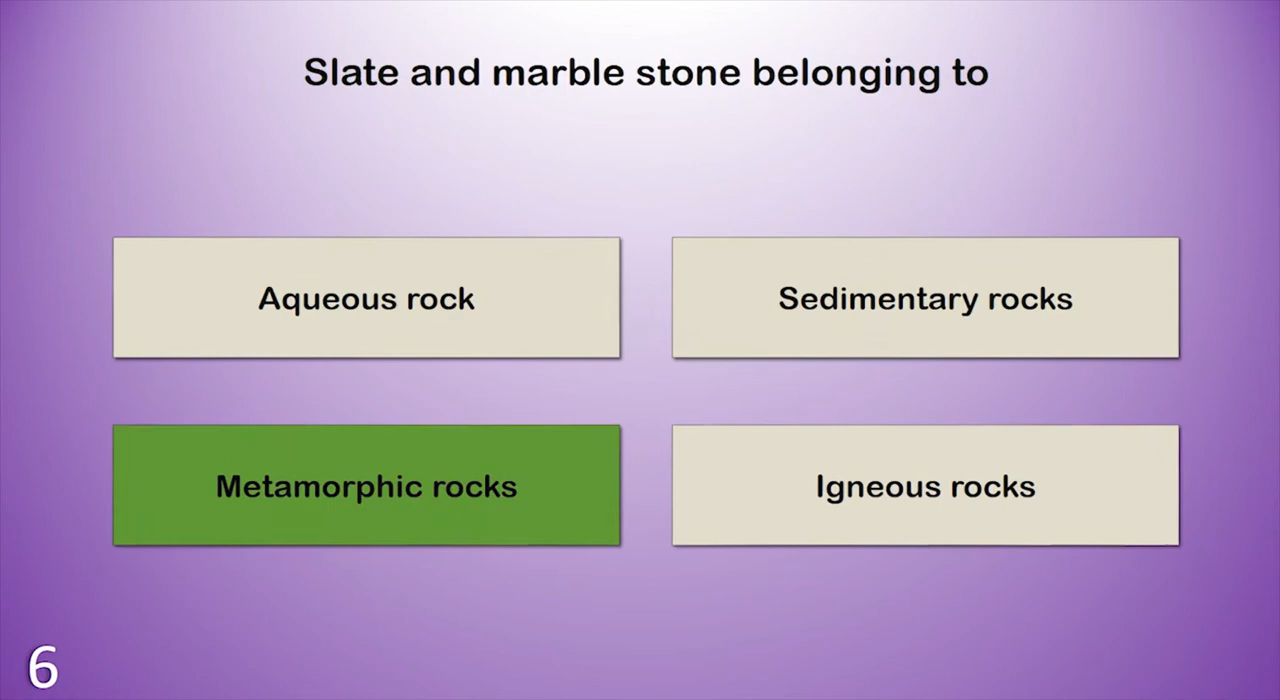 Slate and marble stone belonging to
Aqueous rock
Sedimentary rocks
Metamorphic rocks
Igneous rocks
6